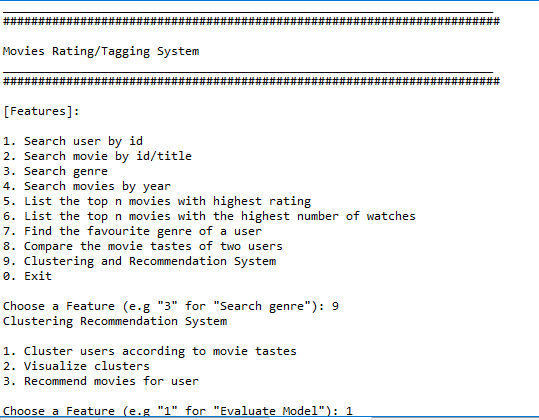 ######################################################################
Movies Rating/Tagging System
######################################################################
[Features]:
1. Search user by id
2. Search movie by id/title
3. Search genre
4. Search movies by year
5. List the top n movies with highest rating
6. List the top n movies with the highest number of watches
7. Find the favourite genre of a user
8. Compare the movie tastes of two users
9. Clustering and Recommendation System
0. Exit
Choose a Feature (e.g "3" for "Search genre"): 9
Clustering Recommendation System
1. Cluster users according to movie tastes
2. Visualize clusters
3. Recommend movies for user
Choose a Feature (e.g "1" for "Evaluate Model"): 1